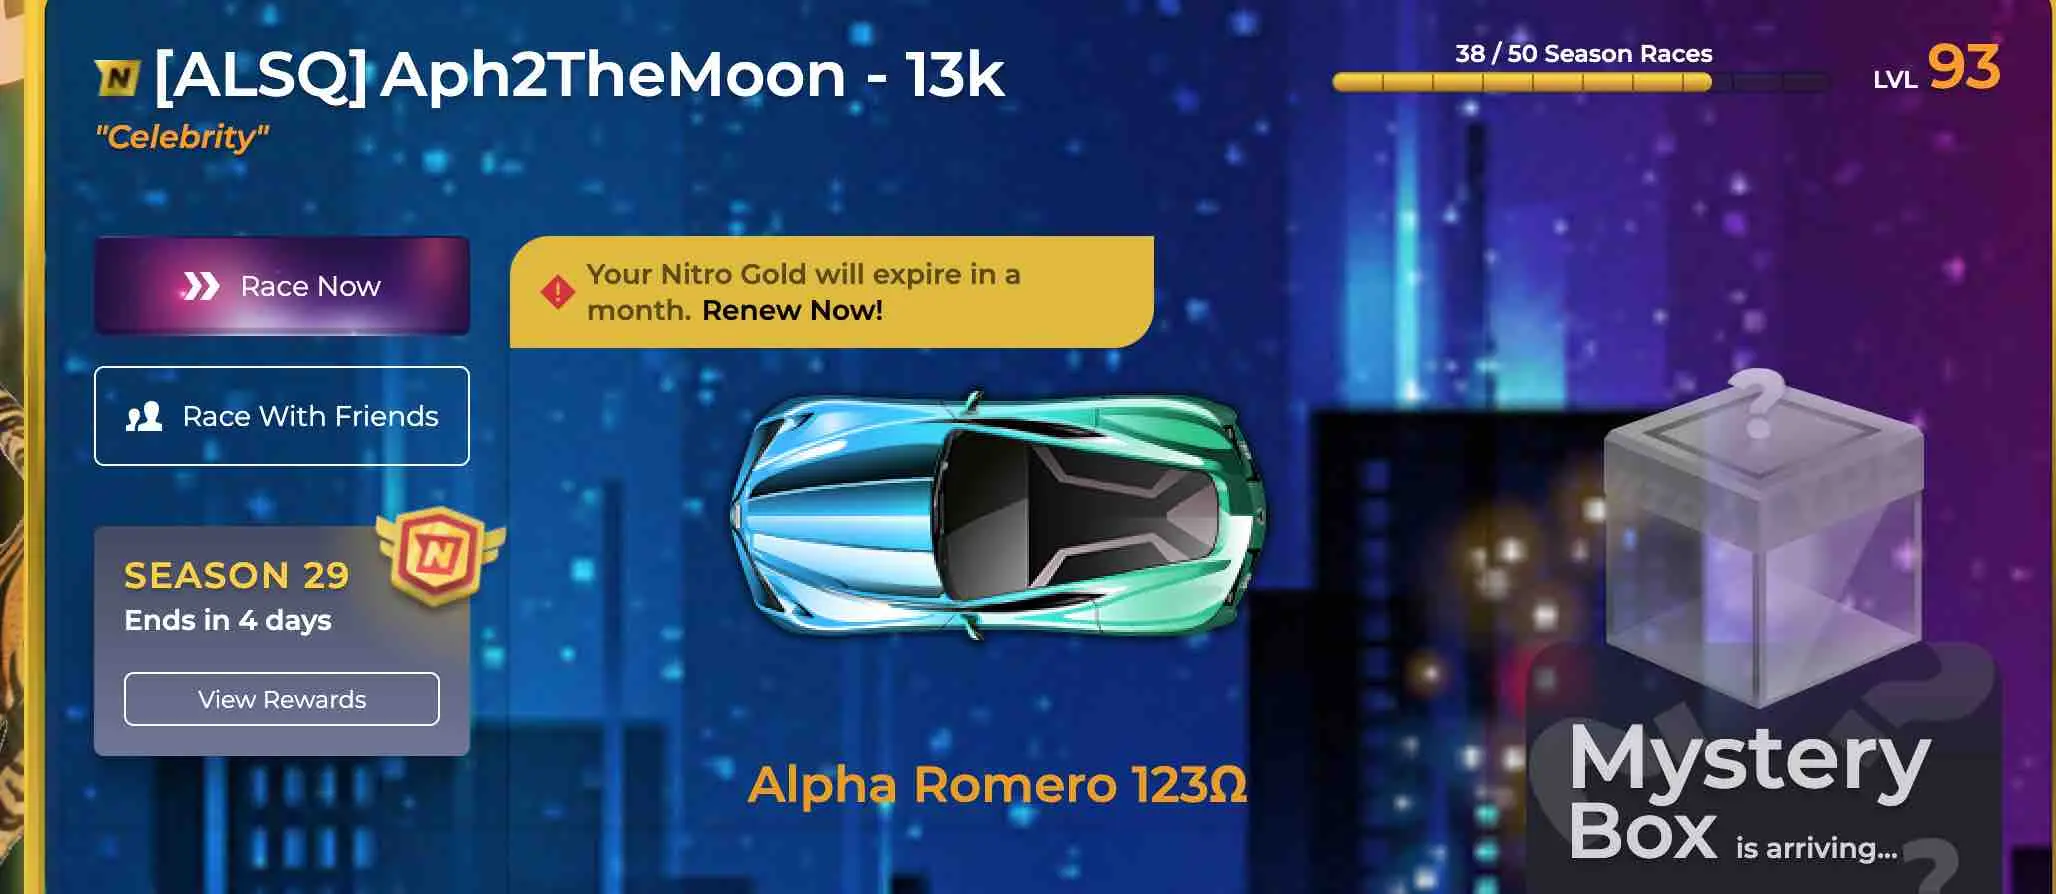 N [ALSQ] Aph2TheMoon - 13k
"Celebrity"
38 / 50 Season Races
LVL 93
Race Now
Your Nitro Gold will expire in a
month. Renew Now!
Race With Friends
N
SEASON 29
Ends in 4 days
View Rewards
Alpha Romero 123Ω
?
Mystery
Box is arriving...